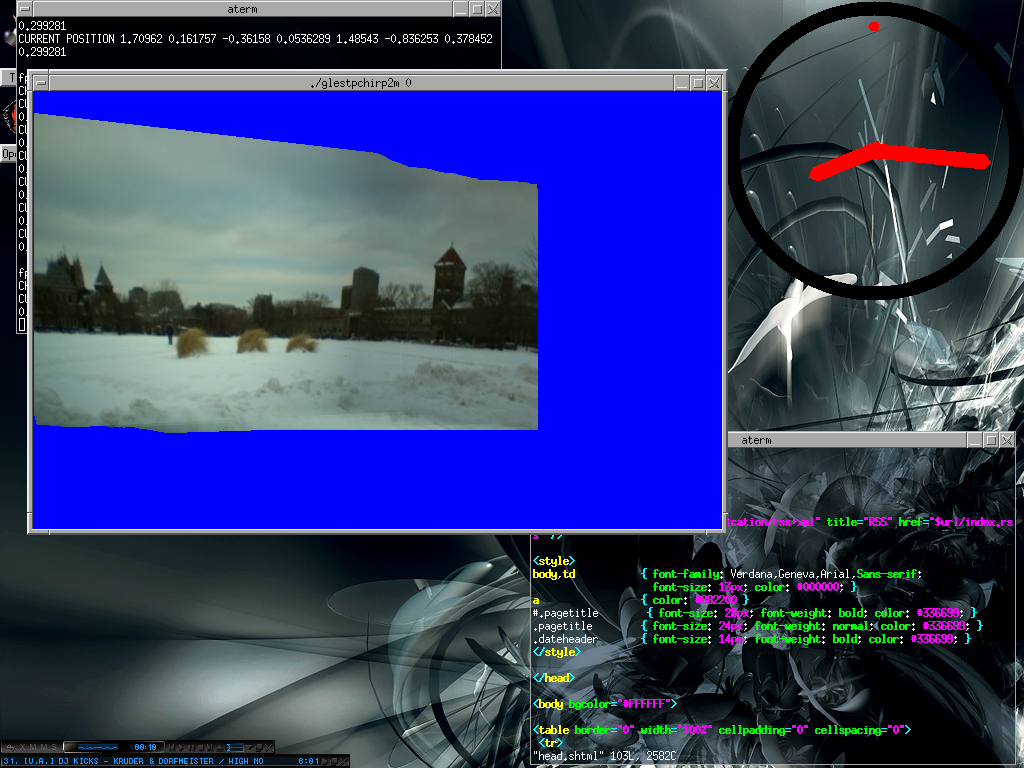 aterm
0.299281
CURRENT POSITION 1.70962 0.161757 -0.36158 0.0536289 1.48543 -0.836253 0.378452
0.299281
./glestpchirp2m 0
aterm
cation/rss+xml" title="RSS" href="$url/index.rs
s" />
<style>
body,td { font-family: Verdana,Geneva,Arial,Sans-serif;
font-size: 13px; color: #000000; }
a { color: #882200 }
#.pagetitle { font-size: 28px; font-weight: bold; color: #336699; }
.pagetitle { font-size: 24px; font-weight: normal; color: #336699; }
.dateheader { font-size: 14px; font-weight: bold; color: #336699; }
</style>
</head>
<body bgcolor="#FFFFFF">
<table border="0" width="100%" cellpadding="0" cellspacing="0">
<tr>
"head.shtml" 103L, 2582C
X M M S
00:10
31. [V.A.] DJ KICKS - KRUDER & DORFMEISTER / HIGH NO 6:01